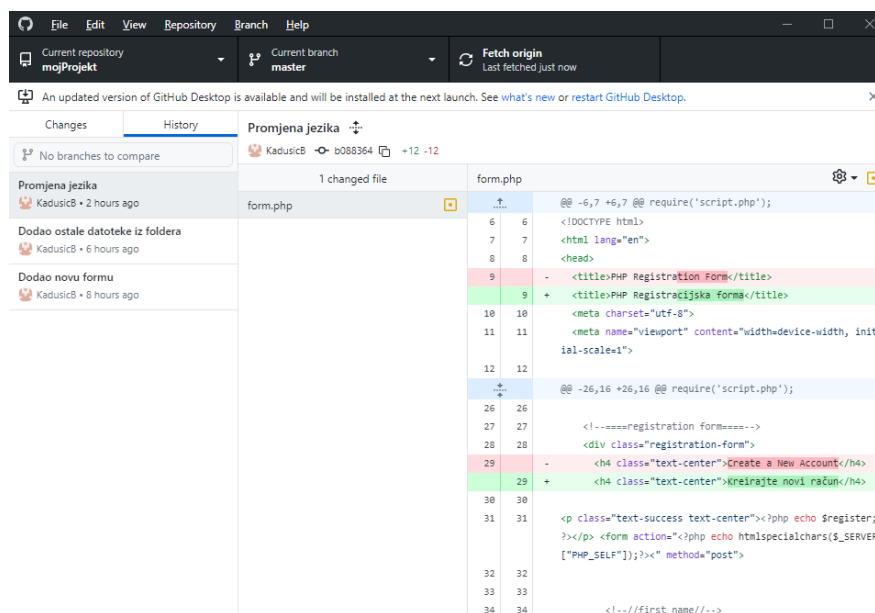 File Edit View Repository Branch Help
Current repository
mojProjekt
Current branch
master
Fetch origin
Last fetched just now
An updated version of GitHub Desktop is available and will be installed at the next launch. See what's new or restart GitHub Desktop.
Changes History
No branches to compare
Promjena jezika
KadusicB • 2 hours ago
Dodao ostale datoteke iz foldera
KadusicB • 6 hours ago
Dodao novu formu
KadusicB • 8 hours ago
Promjena jezika
KadusicB b088364 +12 -12
1 changed file
form.php
form.php
@@ -6,7 +6,7 @@ require('script.php');
6 6 <!DOCTYPE html>
7 7 <html lang="en">
8 8 <head>
9 - <title>PHP Registration Form</title>
9 + <title>PHP Registracijska forma</title>
10 10 <meta charset="utf-8">
11 11 <meta name="viewport" content="width=device-width, init
ial-scale=1">
12 12
@@ -26,16 +26,16 @@ require('script.php');
26 26
27 27 <!--====registration form====-->
28 28 <div class="registration-form">
29 - <h4 class="text-center">Create a New Account</h4>
29 + <h4 class="text-center">Kreirajte novi račun</h4>
30 30
31 31 <p class="text-success text-center"><?php echo $register;
?></p> <form action="<?php echo htmlspecialchars($_SERVER
["PHP_SELF"]);?><" method="post">
32 32
33 33
34 34 <!--//first name//-->